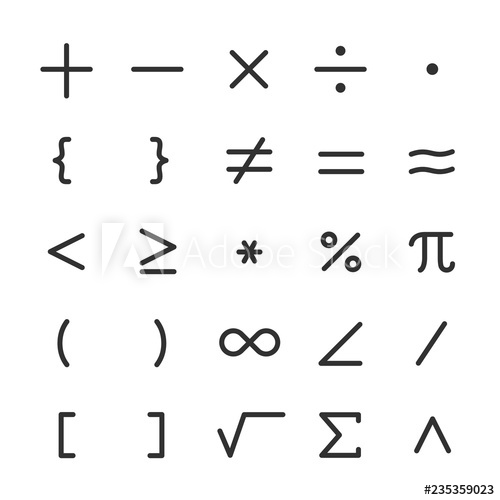 + − × ÷ ·
{ } ≠ = ≈
< ≥ * % π
Adobe Stock
( ) ∞ ∠ /
[ ] √ Σ ^
#235359023